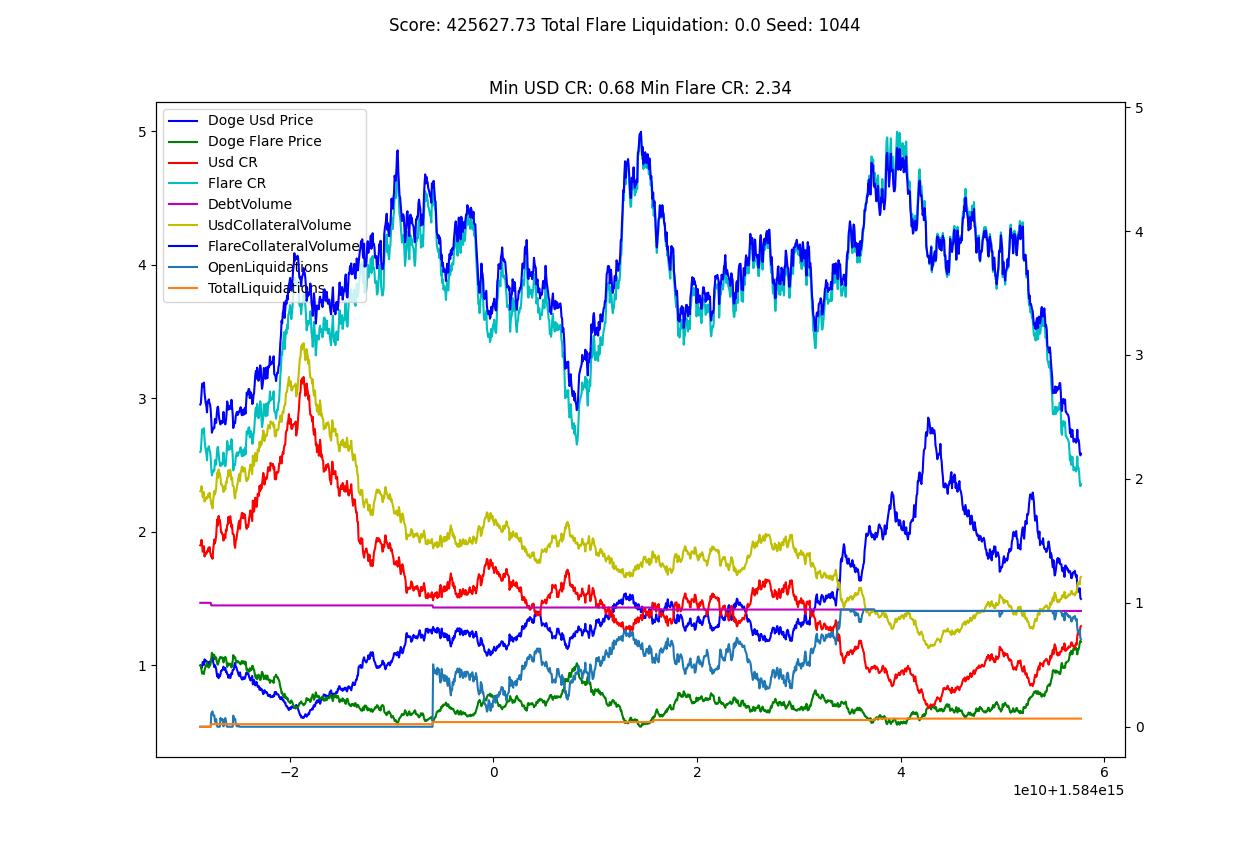 Score: 425627.73 Total Flare Liquidation: 0.0 Seed: 1044
Min USD CR: 0.68 Min Flare CR: 2.34
Doge Usd Price
Doge Flare Price
Usd CR
Flare CR
DebtVolume
UsdCollateralVolume
FlareCollateralVolume
OpenLiquidations
TotalLiquidations
5
4
3
2
1
5
4
3
2
1
0
−2
0
2
4
6
1e10+1.584e15